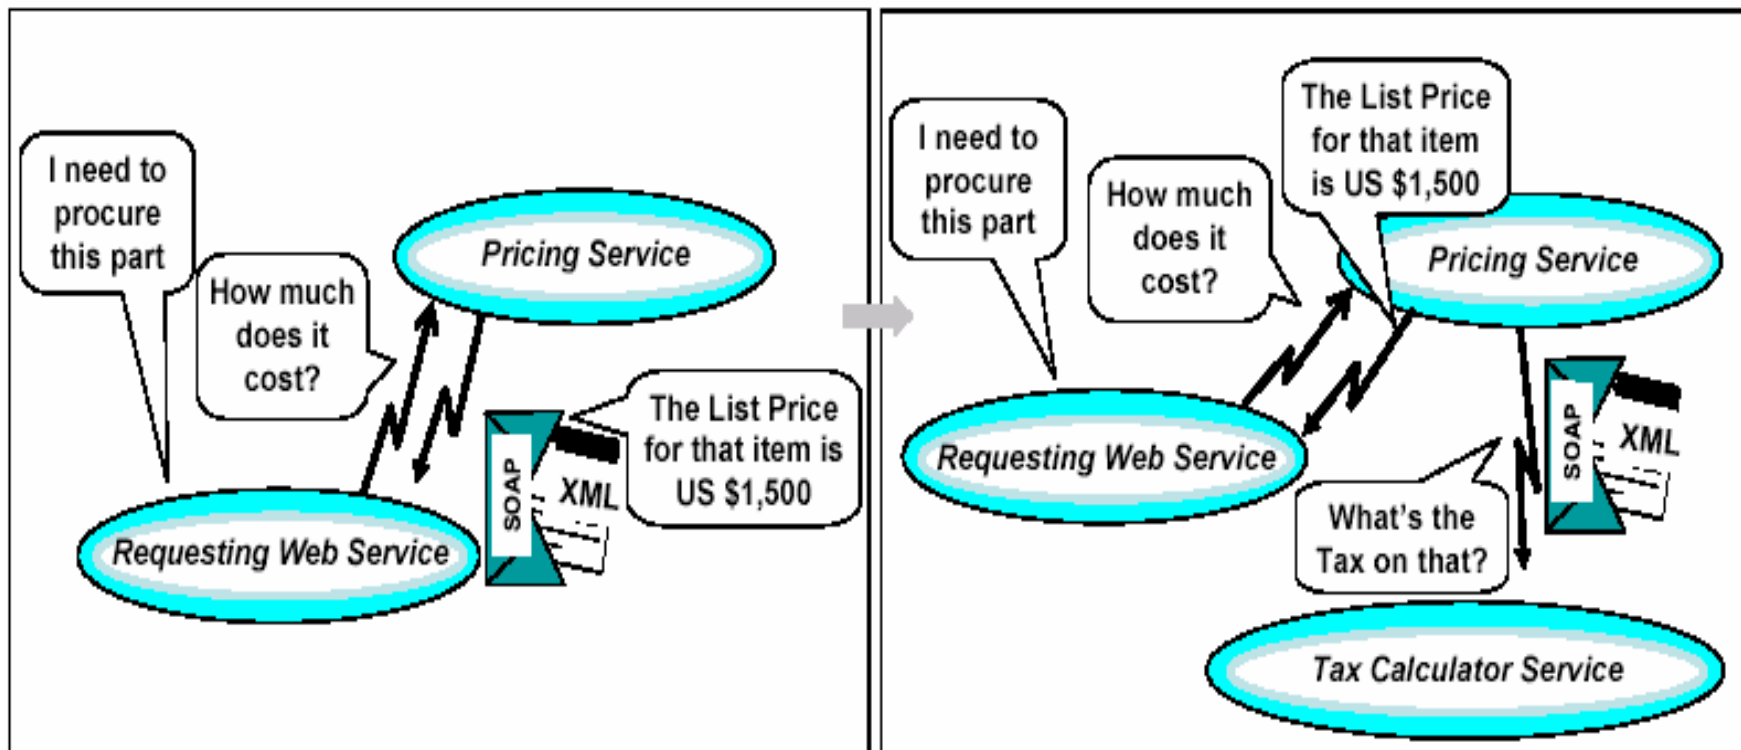 I need to
procure
this part
How much
does it
cost?
Pricing Service
The List Price
for that item is
US $1,500
SOAP
XML
Requesting Web Service
I need to
procure
this part
How much
does it
cost?
The List Price
for that item
is US $1,500
Pricing Service
Requesting Web Service
SOAP
XML
What's the
Tax on that?
Tax Calculator Service